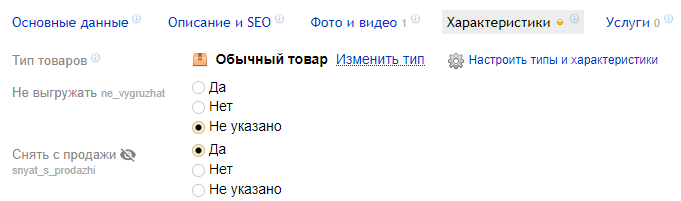 Основные данные Описание и SEO Фото и видео 1 Характеристики Услуги 0
Тип товаров Обычный товар Изменить тип Настроить типы и характеристики
Не выгружать ne_vygruzhat Да
Нет
Не указано
Снять с продажи Да
snyat_s_prodazhi Нет
Не указано